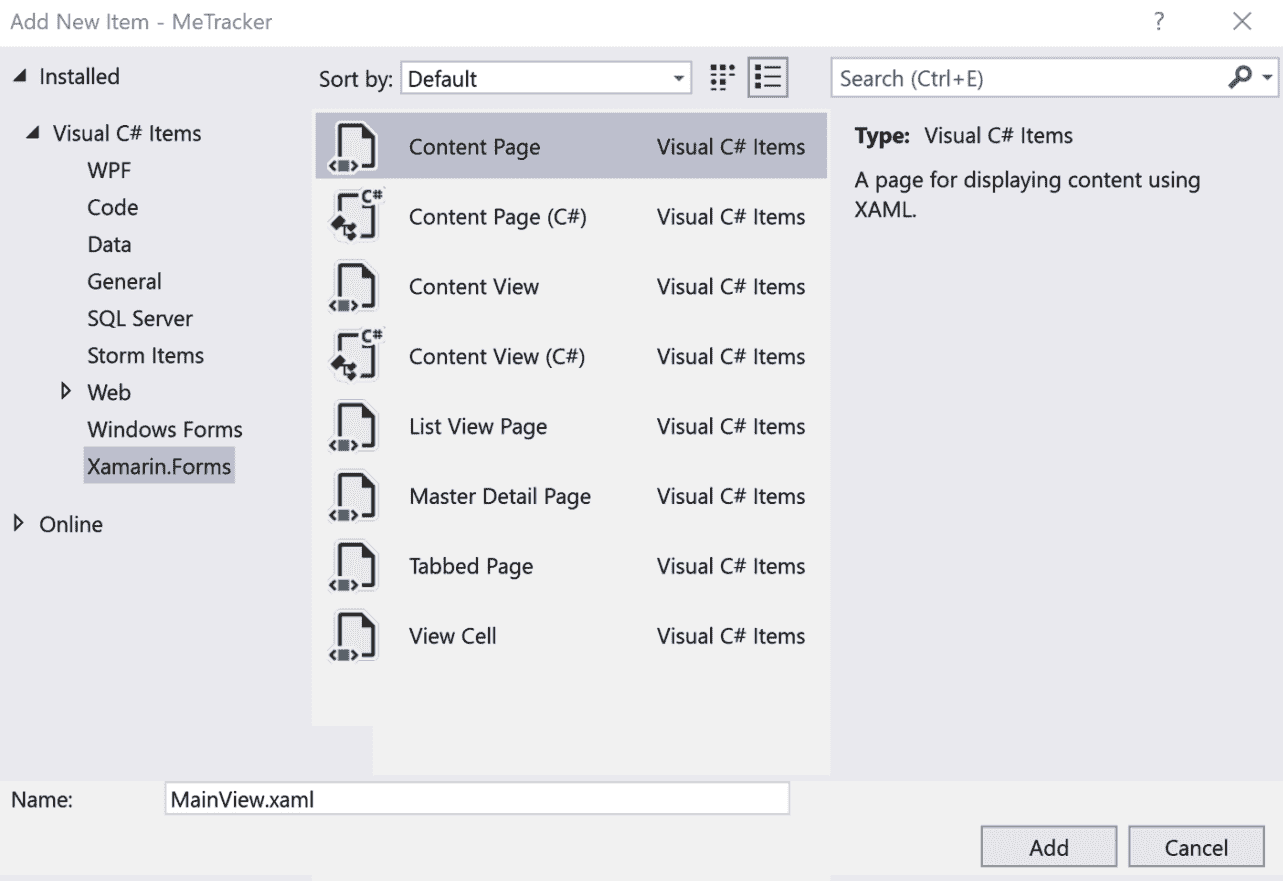 Add New Item - MeTracker
?
Installed
Sort by: Default
Search (Ctrl+E)
Visual C# Items
WPF
Code
Data
General
SQL Server
Storm Items
Web
Windows Forms
Xamarin.Forms
Online
Content Page Visual C# Items
C#
Content Page (C#) Visual C# Items
Content View Visual C# Items
C#
Content View (C#) Visual C# Items
List View Page Visual C# Items
Master Detail Page Visual C# Items
Tabbed Page Visual C# Items
View Cell Visual C# Items
Type: Visual C# Items
A page for displaying content using
XAML.
Name: MainView.xaml
Add Cancel